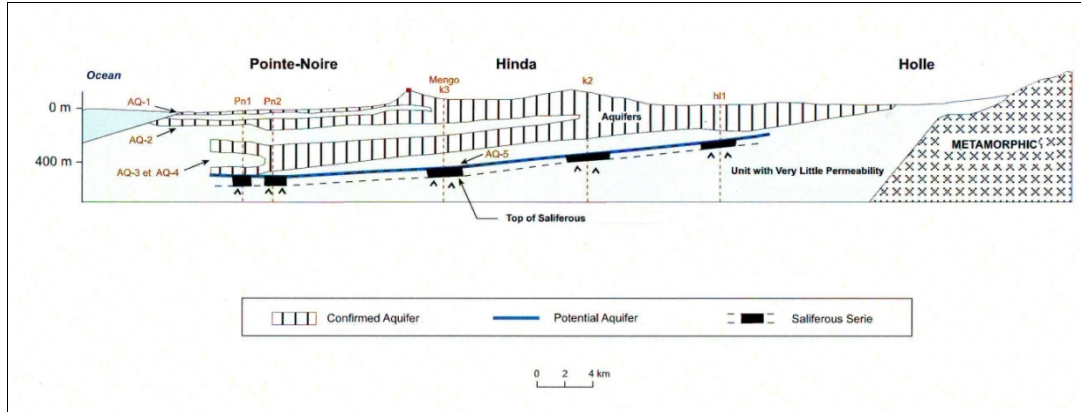 Pointe-Noire
Hinda
Holle
Ocean
Mengo
AQ-1
Pn1
Pn2
k3
k2
hl1
0 m
Aquifers
AQ-2
METAMORPHIC
400 m
AQ-3 et AQ-4
AQ-5
Unit with Very Little Permeability
Top of Saliferous
Confirmed Aquifer
Potential Aquifer
Saliferous Serie
0 2 4 km